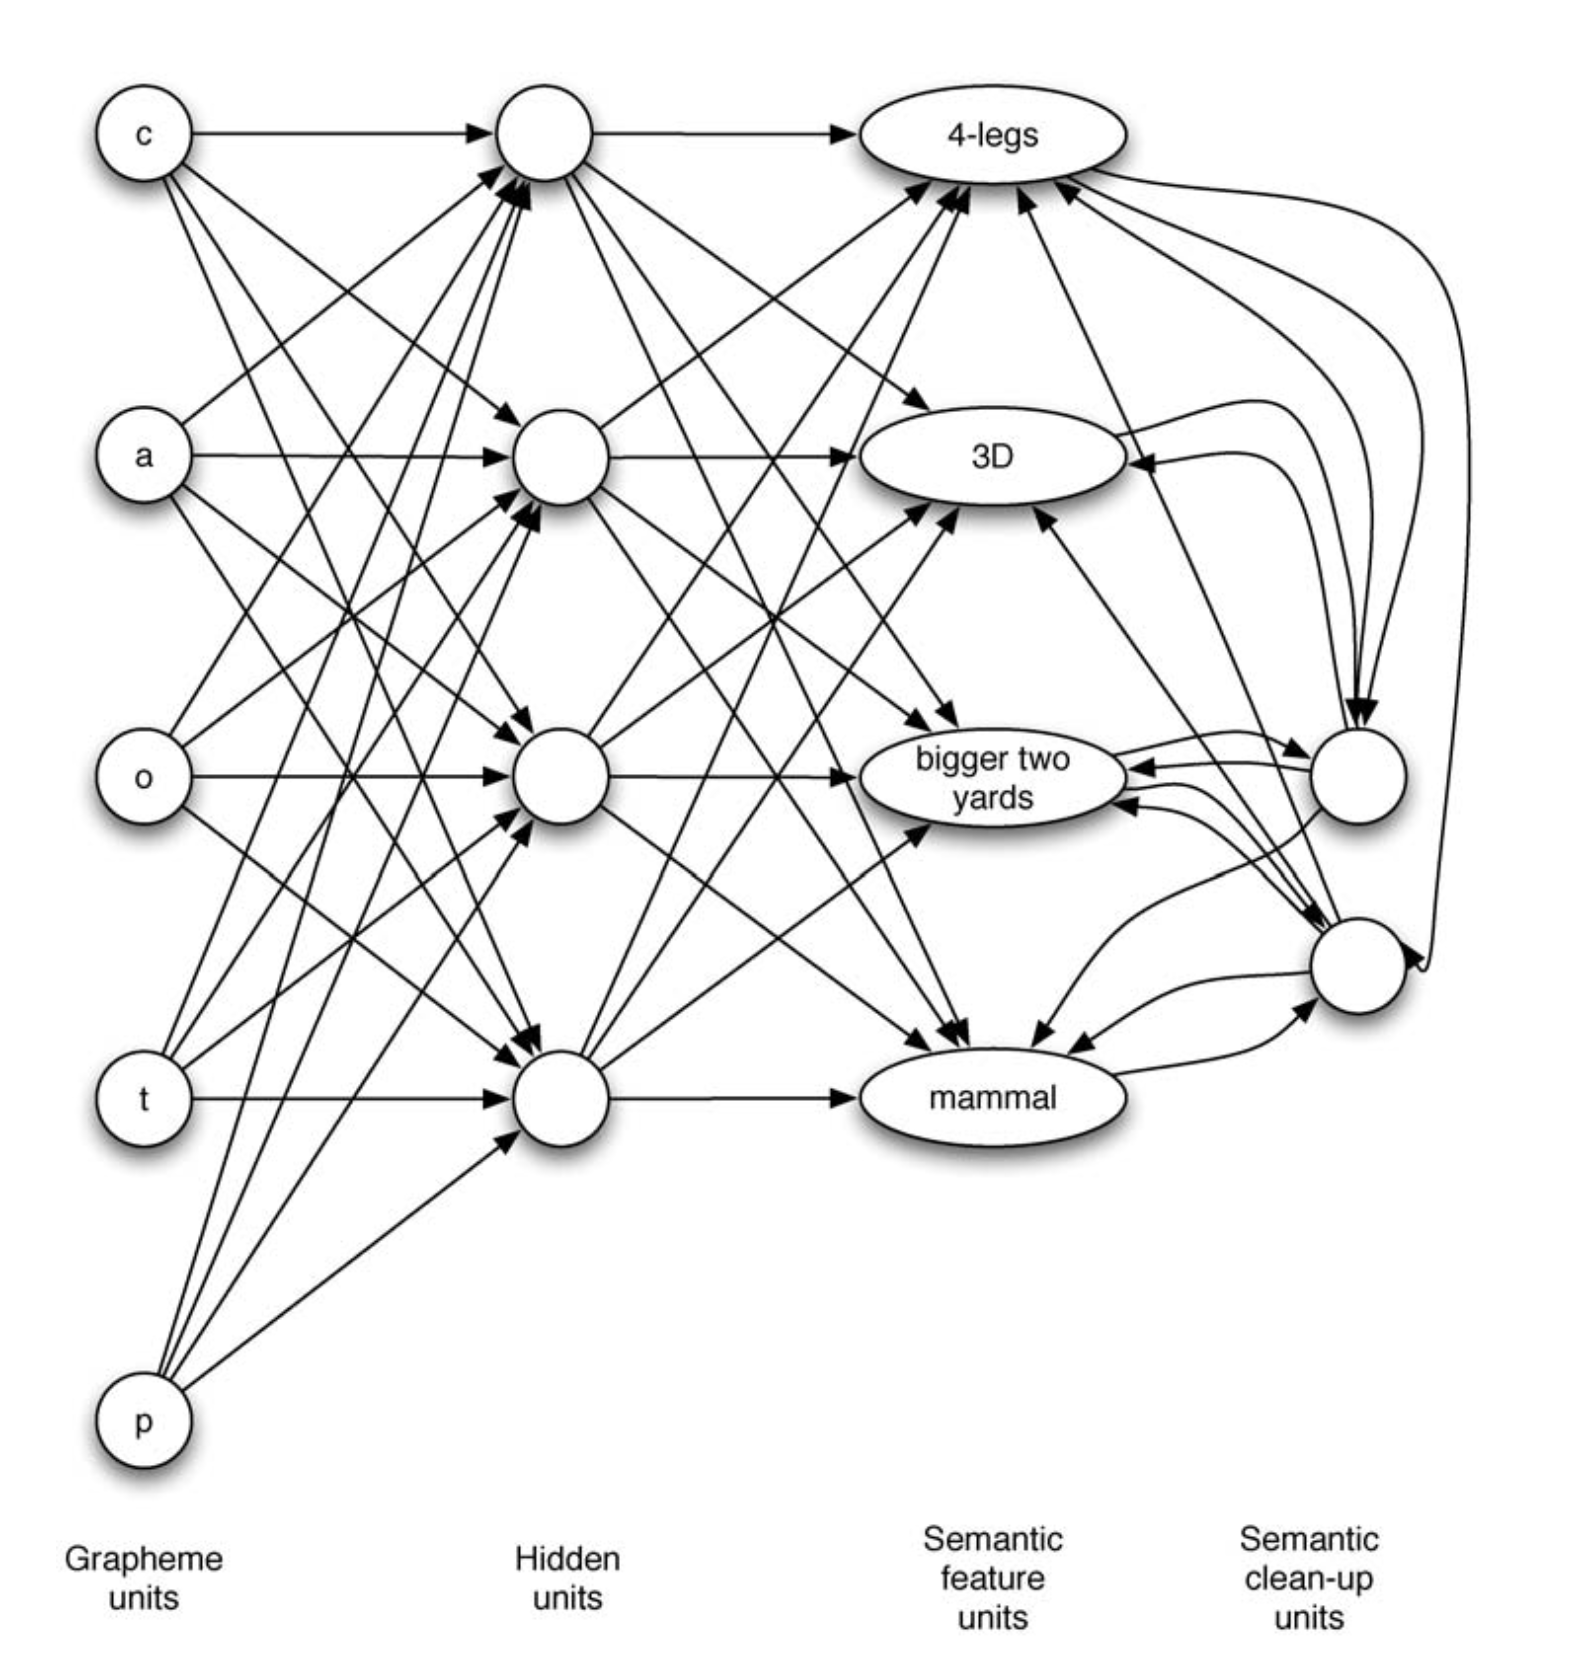 c
4-legs
a
3D
o
bigger two
yards
t
mammal
p
Grapheme
units
Hidden
units
Semantic
feature
units
Semantic
clean-up
units